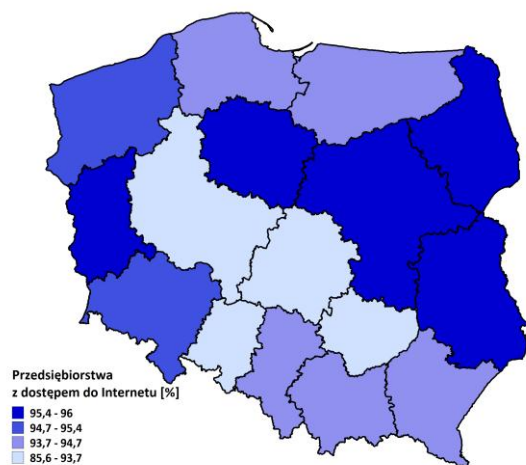 Przedsiębiorstwa
z dostępem do Internetu [%]
95,4 - 96
94,7 - 95,4
93,7 - 94,7
85,6 - 93,7